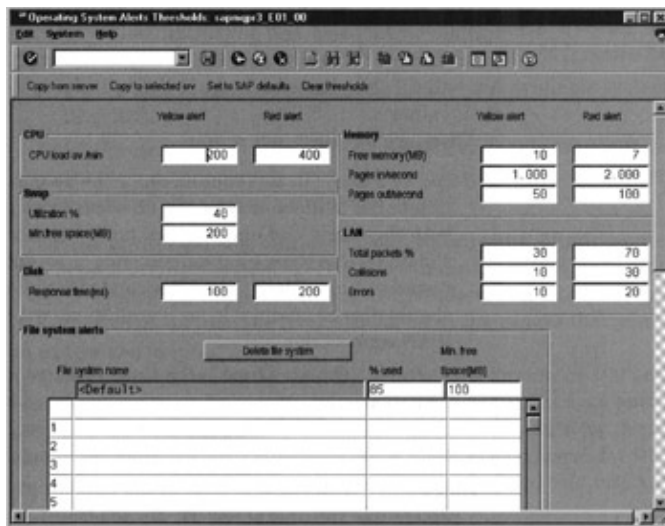 Operating System Alerts Thresholds: sapmqpr3_E01_00
Edit System Help
Copy from server Copy to selected srv Set to SAP defaults Clear thresholds
Yellow alert Red alert
CPU
CPU load av /min 200 400
Swap
Utilization % 40
Min.free space(MB) 200
Disk
Response time(ms) 100 200
Yellow alert Red alert
Memory
Free memory(MB) 10 7
Pages in/second 1.000 2.000
Pages out/second 50 100
LAN
Total packets % 30 70
Collisions 10 30
Errors 10 20
File system alerts
Delete file system
File system name % used Min. free Space(MB)
<Default> 85 100
1
2
3
4
5